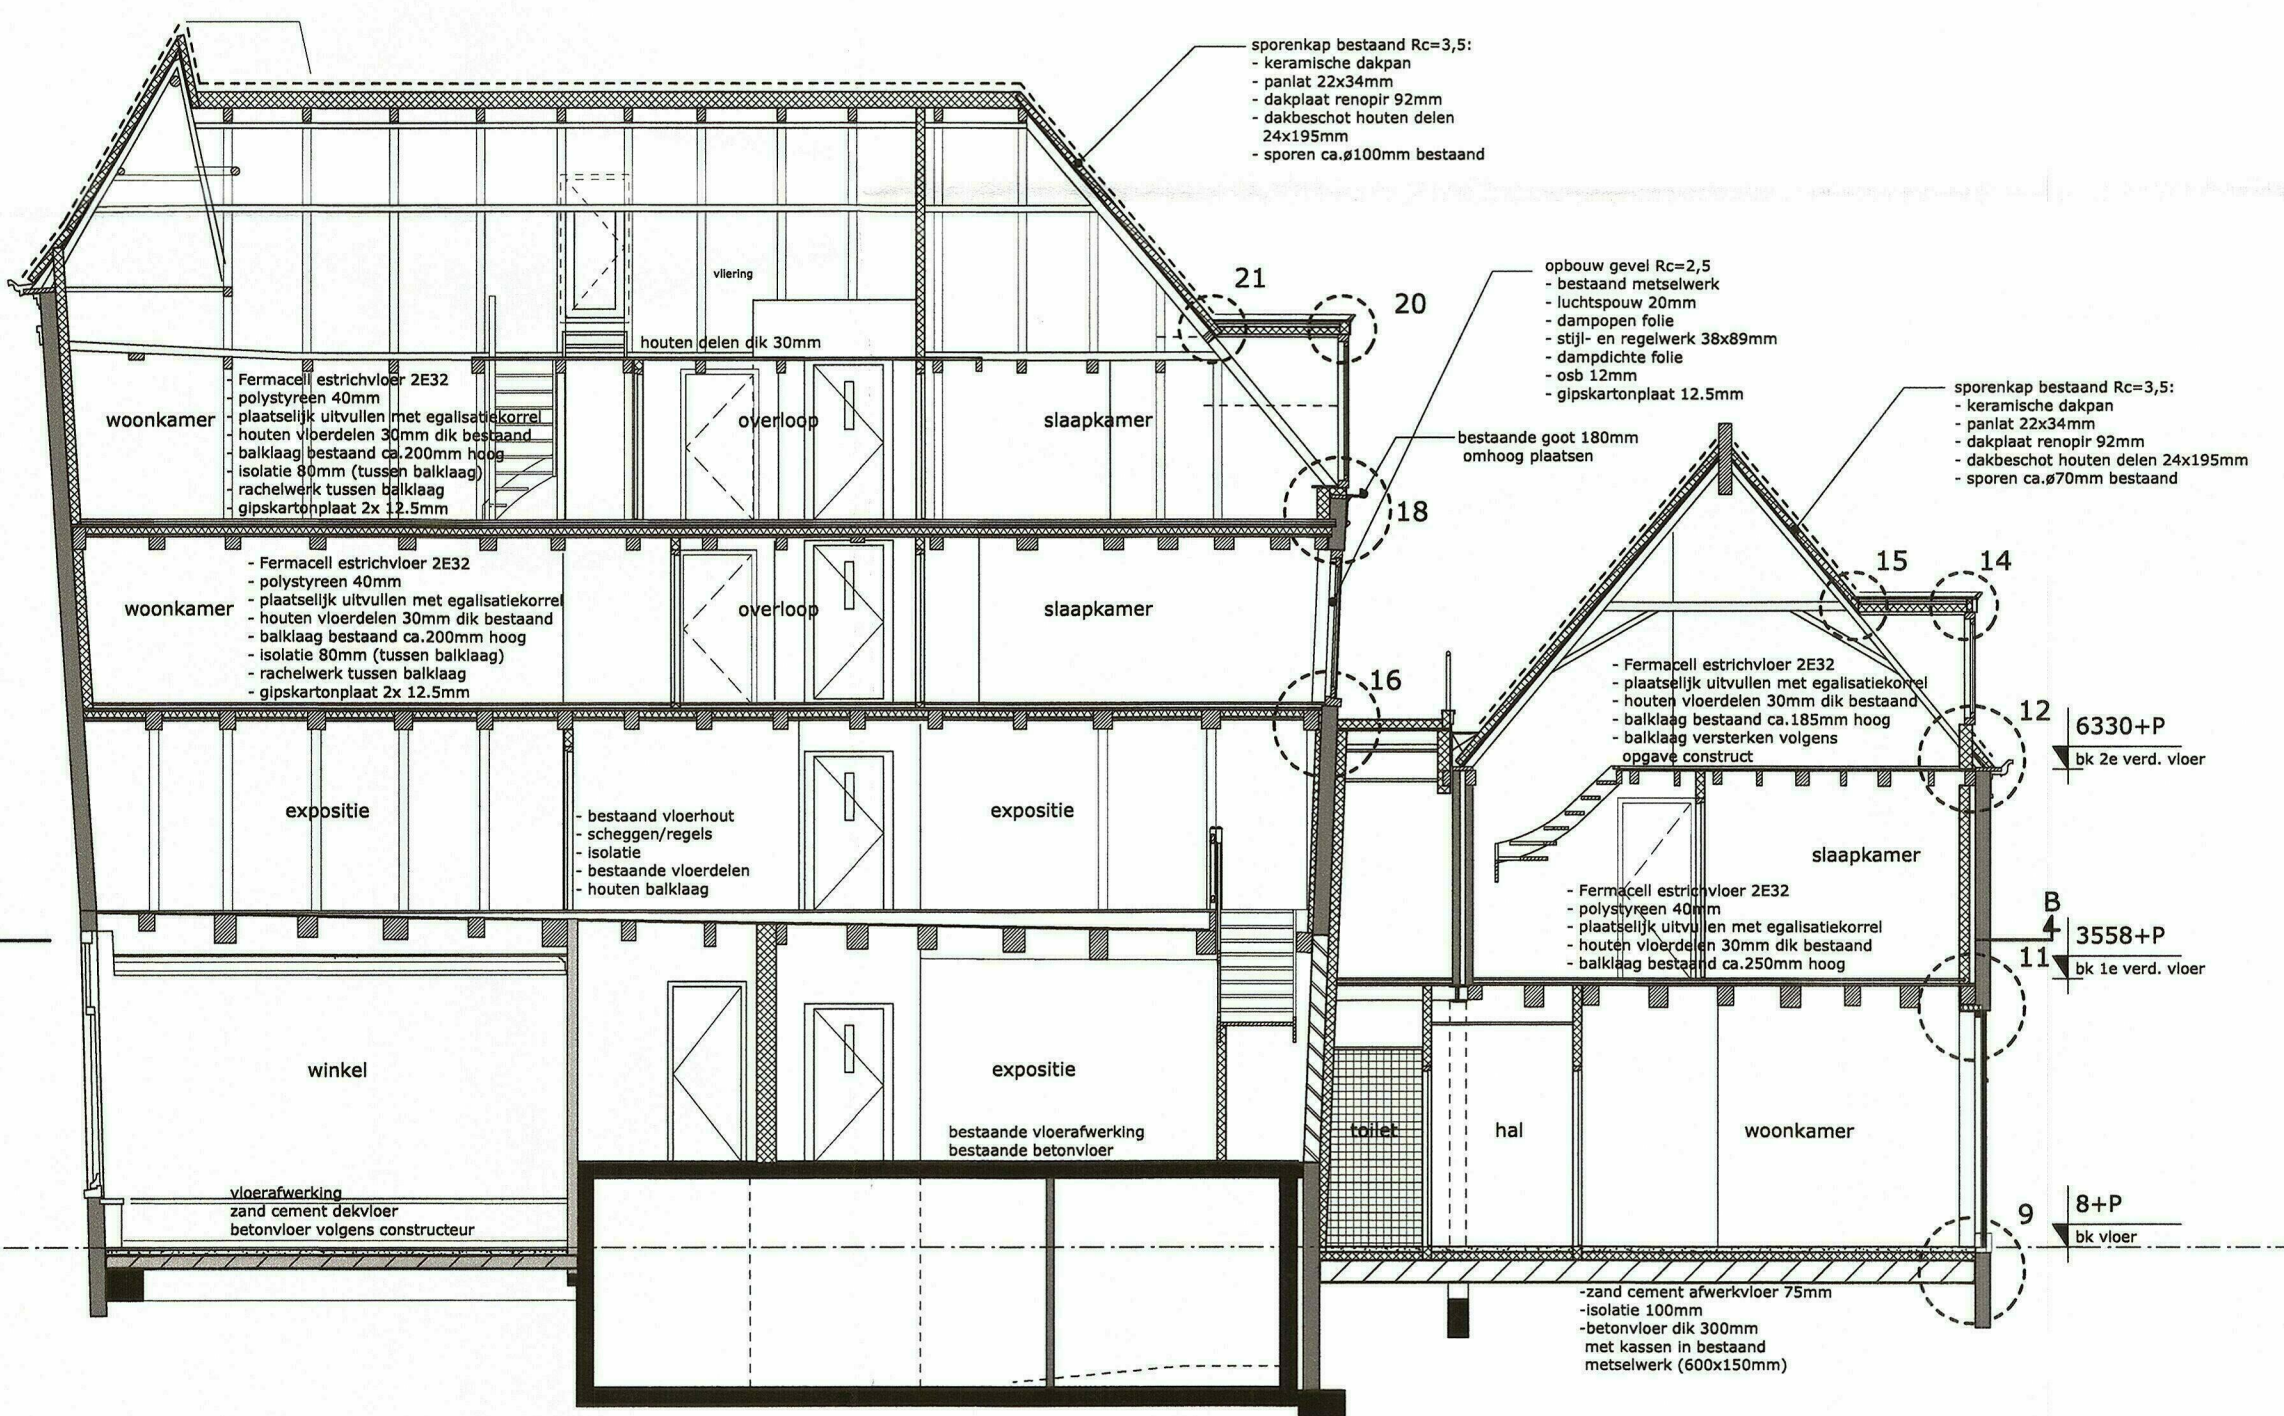 sporenkap bestaand Rc=3,5:
- keramische dakpan
- panlat 22x34mm
- dakplaat renopir 92mm
- dakbeschot houten delen
24x195mm
- sporen ca.ø100mm bestaand
opbouw gevel Rc=2,5
- bestaand metselwerk
- luchtspouw 20mm
- dampopen folie
- stijl- en regelwerk 38x89mm
- dampdichte folie
- osb 12mm
- gipskartonplaat 12.5mm
sporenkap bestaand Rc=3,5:
- keramische dakpan
- panlat 22x34mm
- dakplaat renopir 92mm
- dakbeschot houten delen 24x195mm
- sporen ca.ø70mm bestaand
bestaande goot 180mm
omhoog plaatsen
21
20
vliering
houten delen dik 30mm
woonkamer
- Fermacell estrichvloer 2E32
- polystyreen 40mm
- plaatselijk uitvullen met egalisatiekorrel
- houten vloerdelen 30mm dik bestaand
- balklaag bestaand ca.200mm hoog
- isolatie 80mm (tussen balklaag)
- rachelwerk tussen balklaag
- gipskartonplaat 2x 12.5mm
overloop
slaapkamer
18
woonkamer
- Fermacell estrichvloer 2E32
- polystyreen 40mm
- plaatselijk uitvullen met egalisatiekorrel
- houten vloerdelen 30mm dik bestaand
- balklaag bestaand ca.200mm hoog
- isolatie 80mm (tussen balklaag)
- rachelwerk tussen balklaag
- gipskartonplaat 2x 12.5mm
overloop
slaapkamer
16
15
14
- Fermacell estrichvloer 2E32
- plaatselijk uitvullen met egalisatiekorrel
- houten vloerdelen 30mm dik bestaand
- balklaag bestaand ca.185mm hoog
- balklaag versterken volgens
opgave construct
12
6330+P
bk 2e verd. vloer
expositie
- bestaand vloerhout
- scheggen/regels
- isolatie
- bestaande vloerdelen
- houten balklaag
expositie
slaapkamer
- Fermacell estrichvloer 2E32
- polystyreen 40mm
- plaatselijk uitvullen met egalisatiekorrel
- houten vloerdelen 30mm dik bestaand
- balklaag bestaand ca.250mm hoog
B
11
3558+P
bk 1e verd. vloer
winkel
expositie
bestaande vloerafwerking
bestaande betonvloer
toilet
hal
woonkamer
vloerafwerking
zand cement dekvloer
betonvloer volgens constructeur
9
8+P
bk vloer
-zand cement afwerkvloer 75mm
-isolatie 100mm
-betonvloer dik 300mm
met kassen in bestaand
metselwerk (600x150mm)